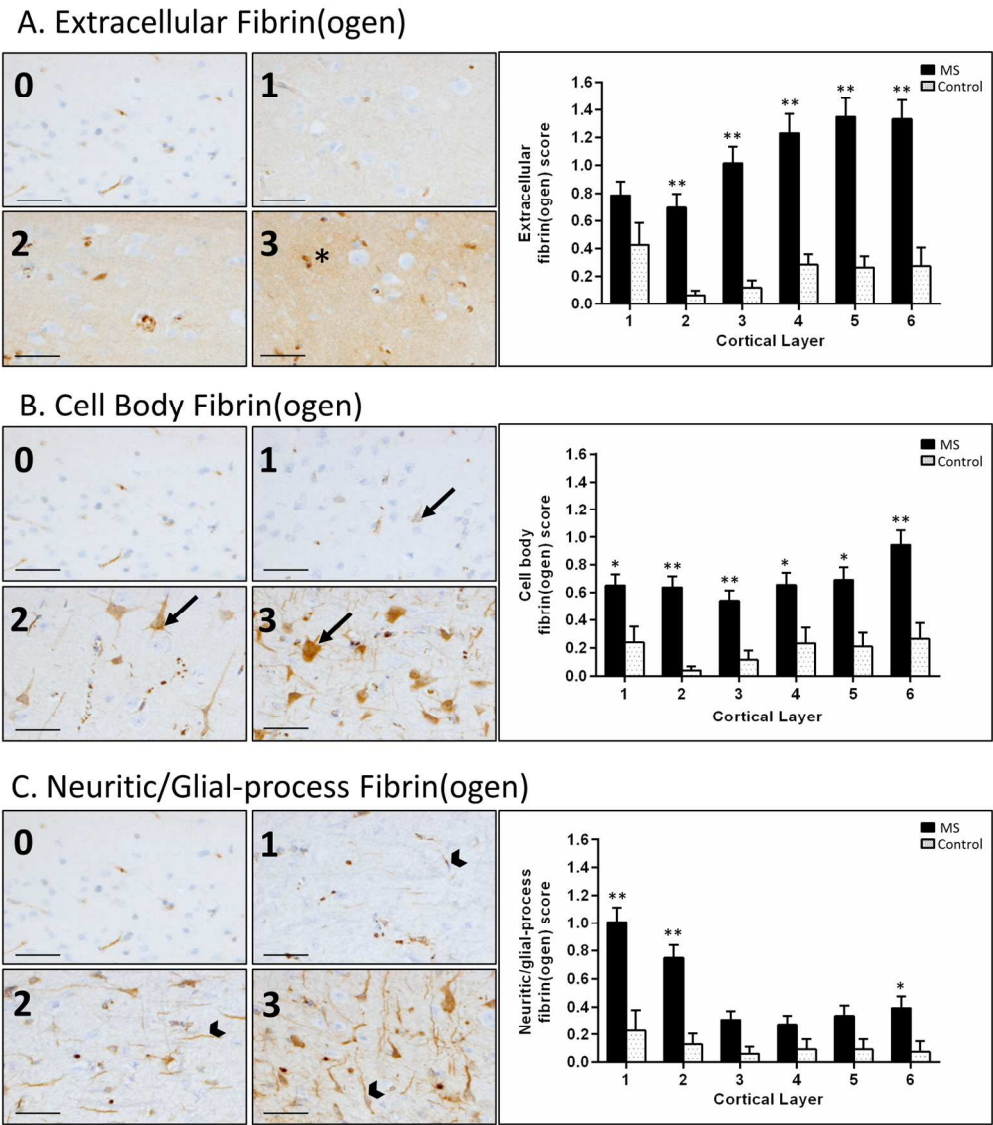 A. Extracellular Fibrin(ogen)
0
1
2
3
*
Extracellular
fibrin(ogen) score
1.6
1.4
1.2
1.0
0.8
0.6
0.4
0.2
0.0
**
**
**
**
**
MS
Control
1 2 3 4 5 6
Cortical Layer
B. Cell Body Fibrin(ogen)
0
1
2
3
Cell body
fibrin(ogen) score
1.6
1.4
1.2
1.0
0.8
0.6
0.4
0.2
0.0
*
**
**
*
*
**
MS
Control
1 2 3 4 5 6
Cortical Layer
C. Neuritic/Glial-process Fibrin(ogen)
0
1
2
3
Neuritic/glial-process
fibrin(ogen) score
1.6
1.4
1.2
1.0
0.8
0.6
0.4
0.2
0.0
**
**
*
MS
Control
1 2 3 4 5 6
Cortical Layer